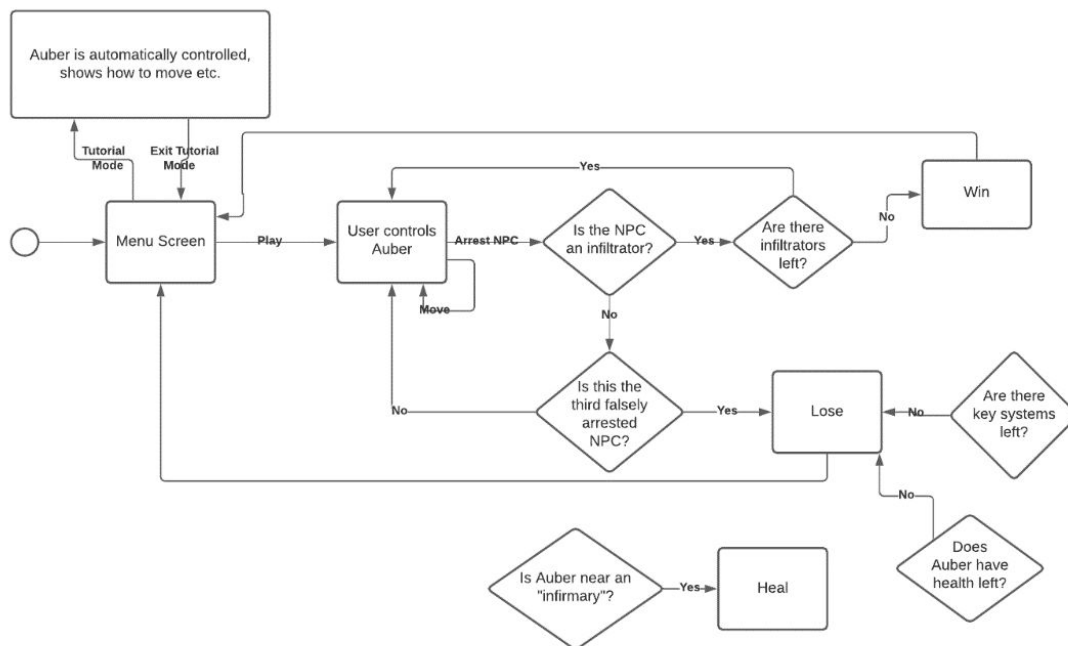 Auber is automatically controlled,
shows how to move etc.
Tutorial
Mode
Exit Tutorial
Mode
Yes
Win
Menu Screen
Play
User controls
Auber
Arrest NPC
Is the NPC
an infiltrator?
Yes
Are there
infiltrators
left?
No
Move
No
Is this the
third falsely
arrested
NPC?
No
Yes
Lose
No
Are there
key systems
left?
No
Does
Auber have
health left?
Is Auber near an
"infirmary"?
Yes
Heal